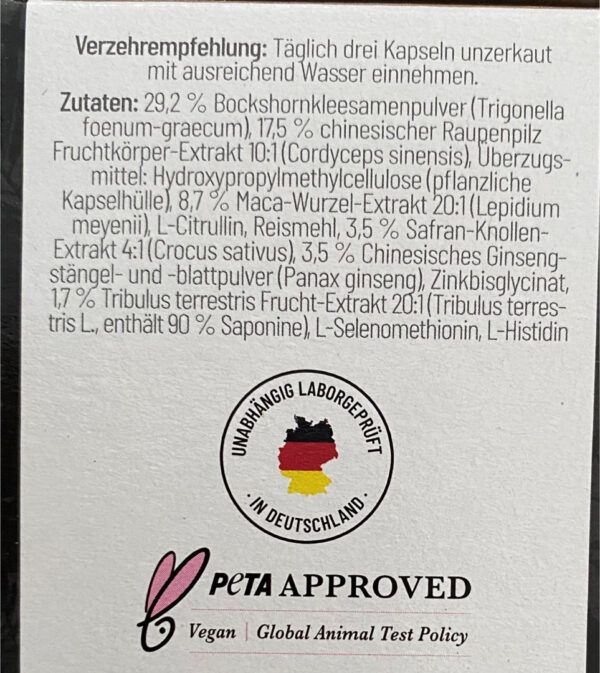 Verzehrempfehlung: Täglich drei Kapseln unzerkaut
mit ausreichend Wasser einnehmen.
Zutaten: 29,2 % Bockshornkleesamenpulver (Trigonella
foenum-graecum), 17,5 % chinesischer Raupenpilz
Fruchtkörper-Extrakt 10:1 (Cordyceps sinensis), Überzugs-
mittel: Hydroxypropylmethylcellulose (pflanzliche
Kapselhülle), 8,7 % Maca-Wurzel-Extrakt 20:1 (Lepidium
meyenii), L-Citrullin, Reismehl, 3,5 % Safran-Knollen-
Extrakt 4:1 (Crocus sativus), 3,5 % Chinesisches Ginseng-
stängel- und -blattpulver (Panax ginseng), Zinkbisglycinat,
1,7 % Tribulus terrestris Frucht-Extrakt 20:1 (Tribulus terres-
tris L., enthält 90 % Saponine), L-Selenomethionin, L-Histidin
UNABHÄNGIG LABORGEPRÜFT
· IN DEUTSCHLAND ·
PETA APPROVED
Vegan | Global Animal Test Policy